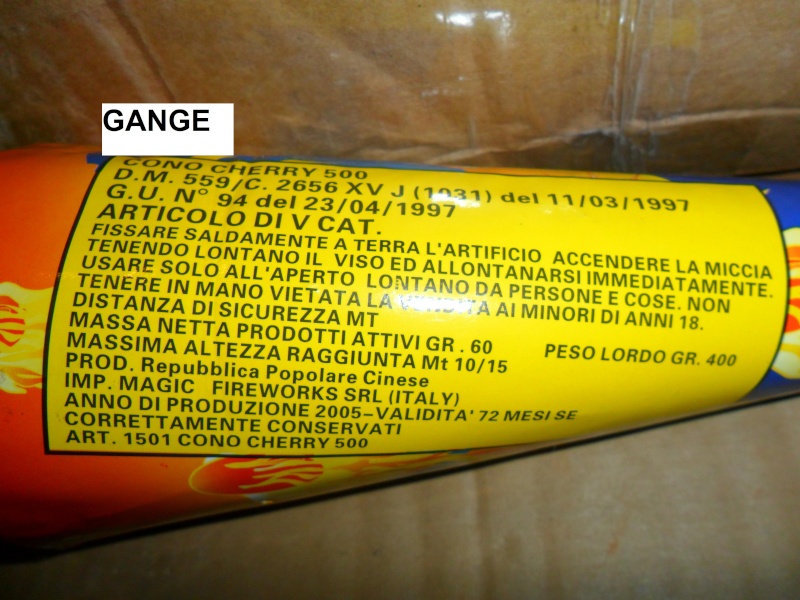 GANGE
CONO CHERRY 500
D.M. 559/C. 2656 XV J (1031) del 11/03/1997
G.U. N° 94 del 23/04/1997
ARTICOLO DI V CAT.
FISSARE SALDAMENTE A TERRA L'ARTIFICIO ACCENDERE LA MICCIA
TENENDO LONTANO IL VISO ED ALLONTANARSI IMMEDIATAMENTE.
USARE SOLO ALL'APERTO LONTANO DA PERSONE E COSE. NON
TENERE IN MANO VIETATA LA VENDITA AI MINORI DI ANNI 18.
DISTANZA DI SICUREZZA MT
MASSA NETTA PRODOTTI ATTIVI GR. 60 PESO LORDO GR. 400
MASSIMA ALTEZZA RAGGIUNTA Mt 10/15
PROD. Repubblica Popolare Cinese
IMP. MAGIC FIREWORKS SRL (ITALY)
ANNO DI PRODUZIONE 2005-VALIDITA' 72 MESI SE
CORRETTAMENTE CONSERVATI
ART. 1501 CONO CHERRY 500